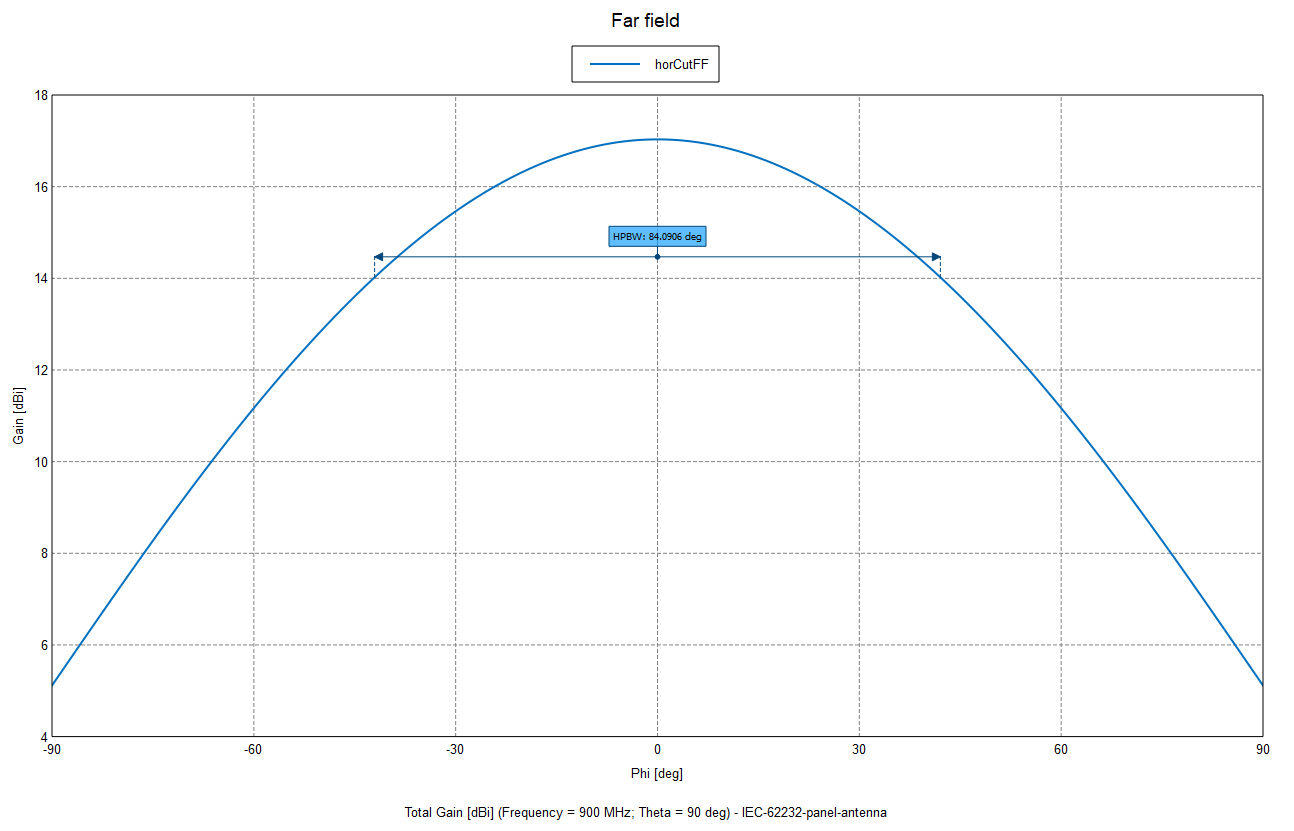 Far field
horCutFF
18
16
14
12
10
8
6
4
Gain [dBi]
HPBW: 84.0906 deg
-90 -60 -30 0 30 60 90
Phi [deg]
Total Gain [dBi] (Frequency = 900 MHz; Theta = 90 deg) - IEC-62232-panel-antenna